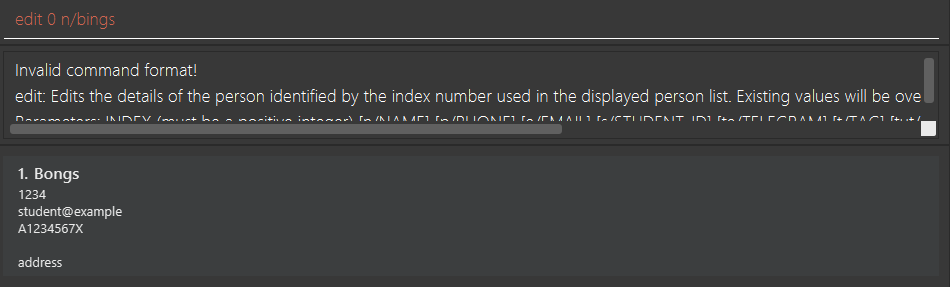 edit 0 n/bings
Invalid command format!
edit: Edits the details of the person identified by the index number used in the displayed person list. Existing values will be ove
Parameters: INDEX (must be a positive integer) [n/NAME] [p/PHONE] [e/EMAIL] [s/STUDENT_ID] [te/TELEGRAM] [t/TAG] [tut/
1. Bongs
1234
student@example
A1234567X
address